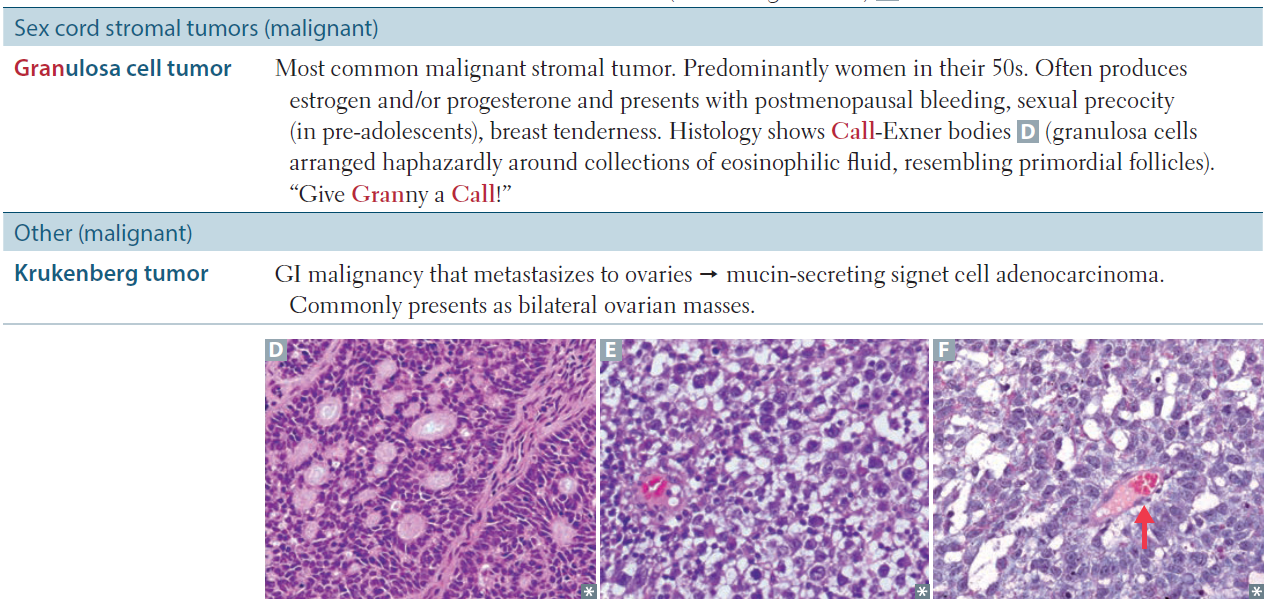 Sex cord stromal tumors (malignant)
Granulosa cell tumor
Most common malignant stromal tumor. Predominantly women in their 50s. Often produces
estrogen and/or progesterone and presents with postmenopausal bleeding, sexual precocity
(in pre-adolescents), breast tenderness. Histology shows Call-Exner bodies D (granulosa cells
arranged haphazardly around collections of eosinophilic fluid, resembling primordial follicles).
“Give Granny a Call!”
Other (malignant)
Krukenberg tumor
GI malignancy that metastasizes to ovaries → mucin-secreting signet cell adenocarcinoma.
Commonly presents as bilateral ovarian masses.
D
E
F
*
*
*